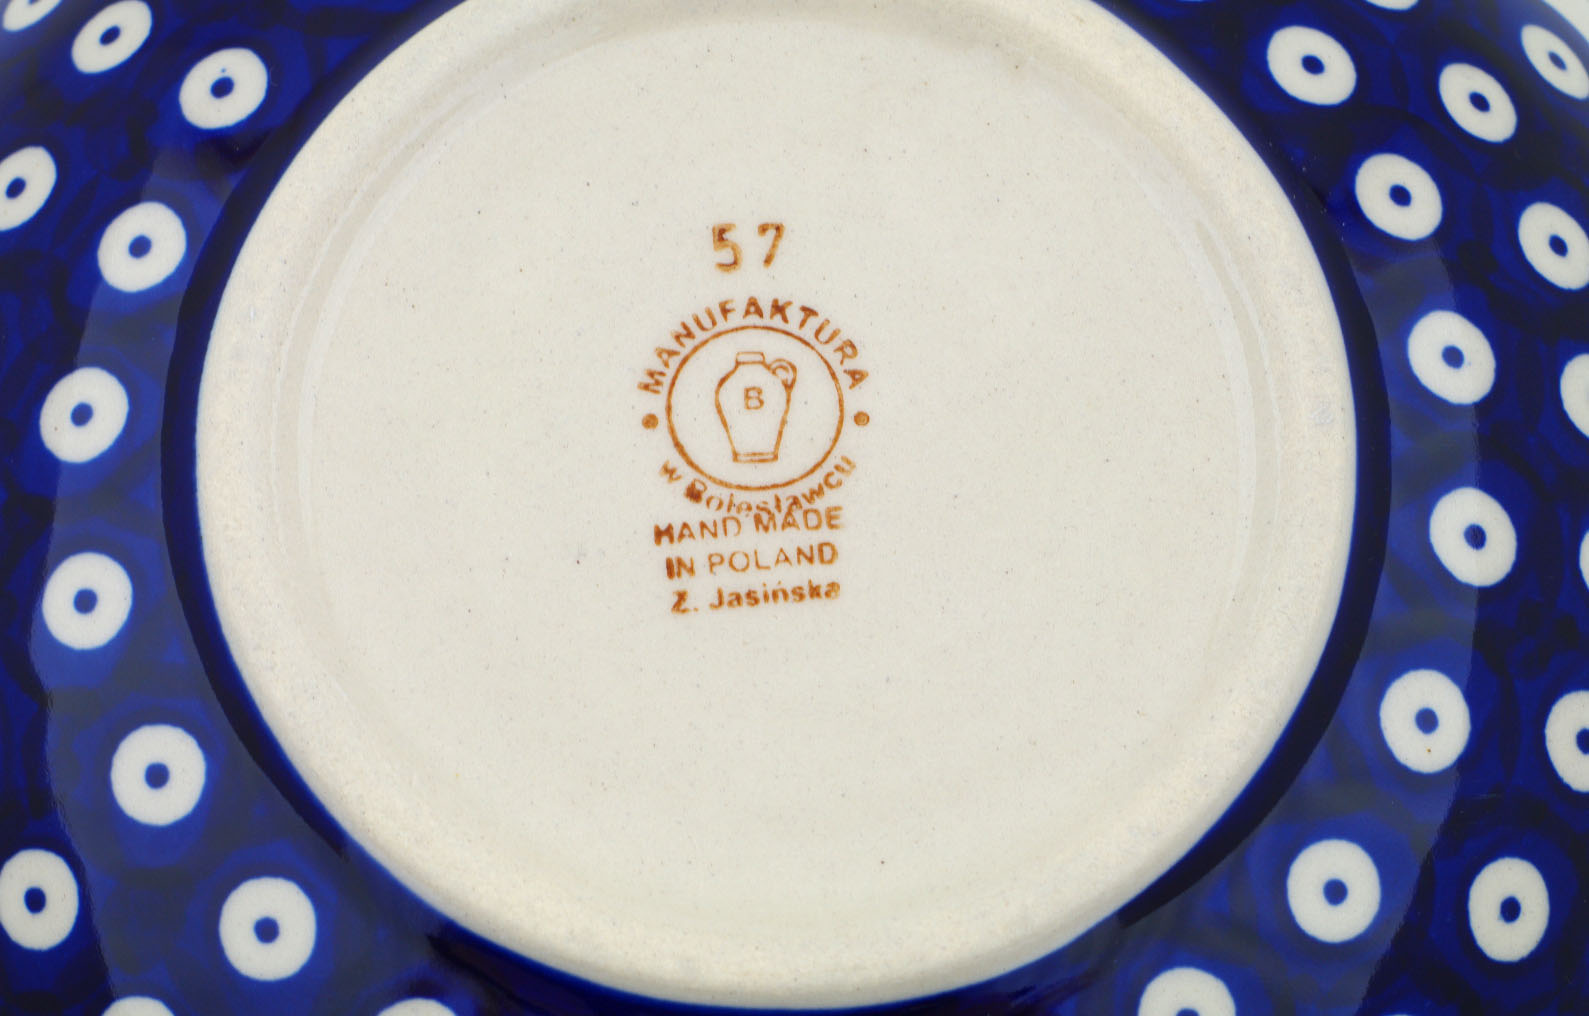 57
MANUFAKTURA
B
w Bolesławcu
HAND MADE
IN POLAND
Z. Jasińska